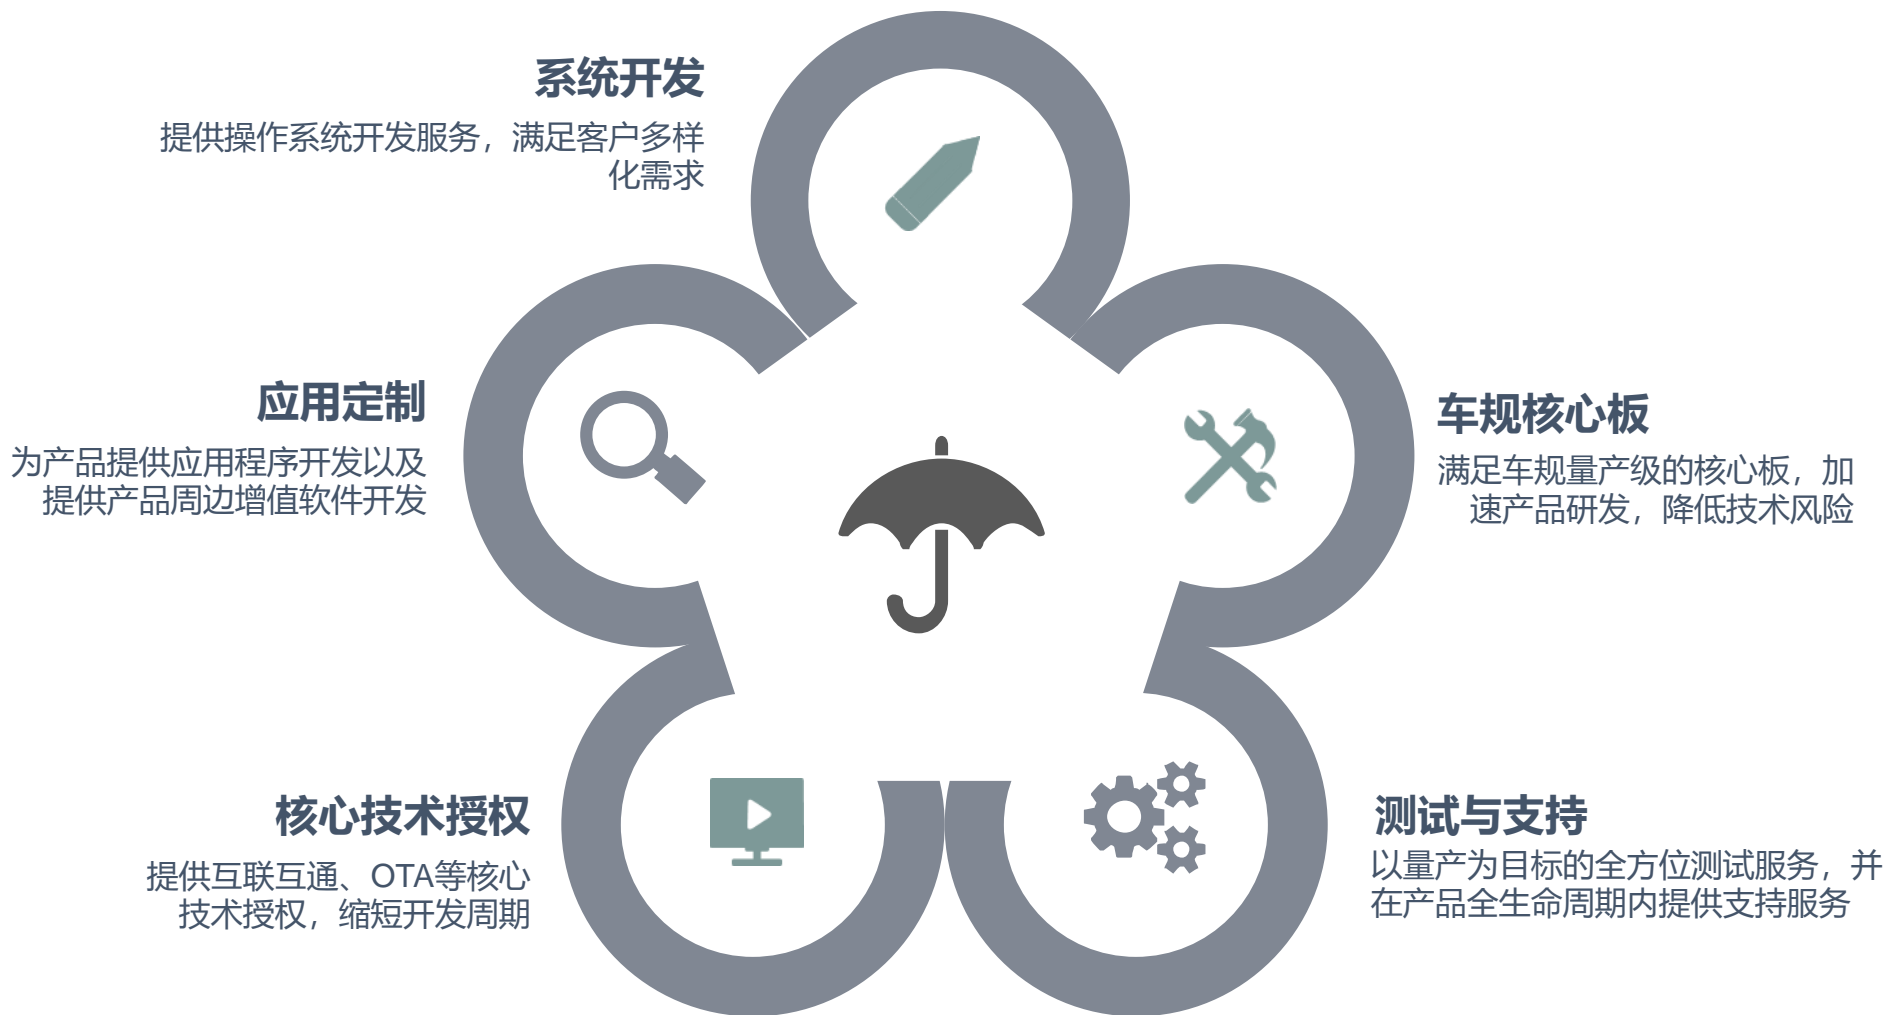 系统开发
提供操作系统开发服务，满足客户多样
化需求
应用定制
为产品提供应用程序开发以及
提供产品周边增值软件开发
车规核心板
满足车规量产级的核心板，加
速产品研发，降低技术风险
核心技术授权
提供互联互通、OTA等核心
技术授权，缩短开发周期
测试与支持
以量产为目标的全方位测试服务，并
在产品全生命周期内提供支持服务